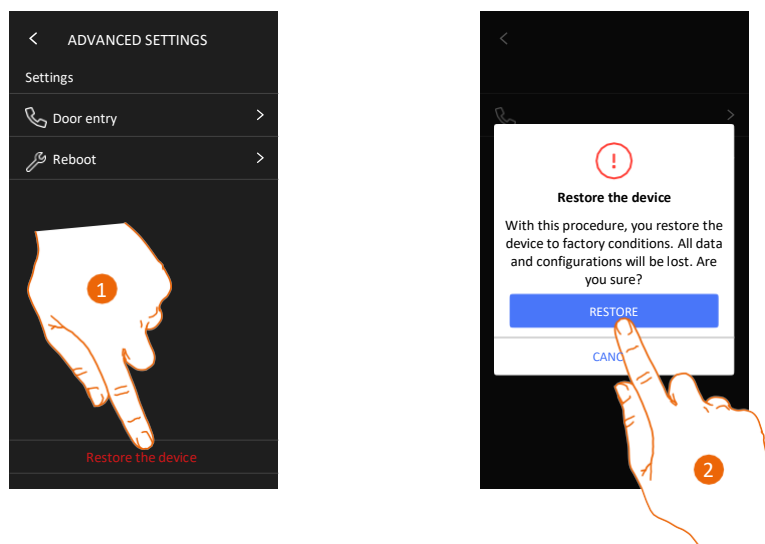 ADVANCED SETTINGS
Settings
Door entry
Reboot
1
Restore the device
!
Restore the device
With this procedure, you restore the
device to factory conditions. All data
and configurations will be lost. Are
you sure?
RESTORE
CANC
2